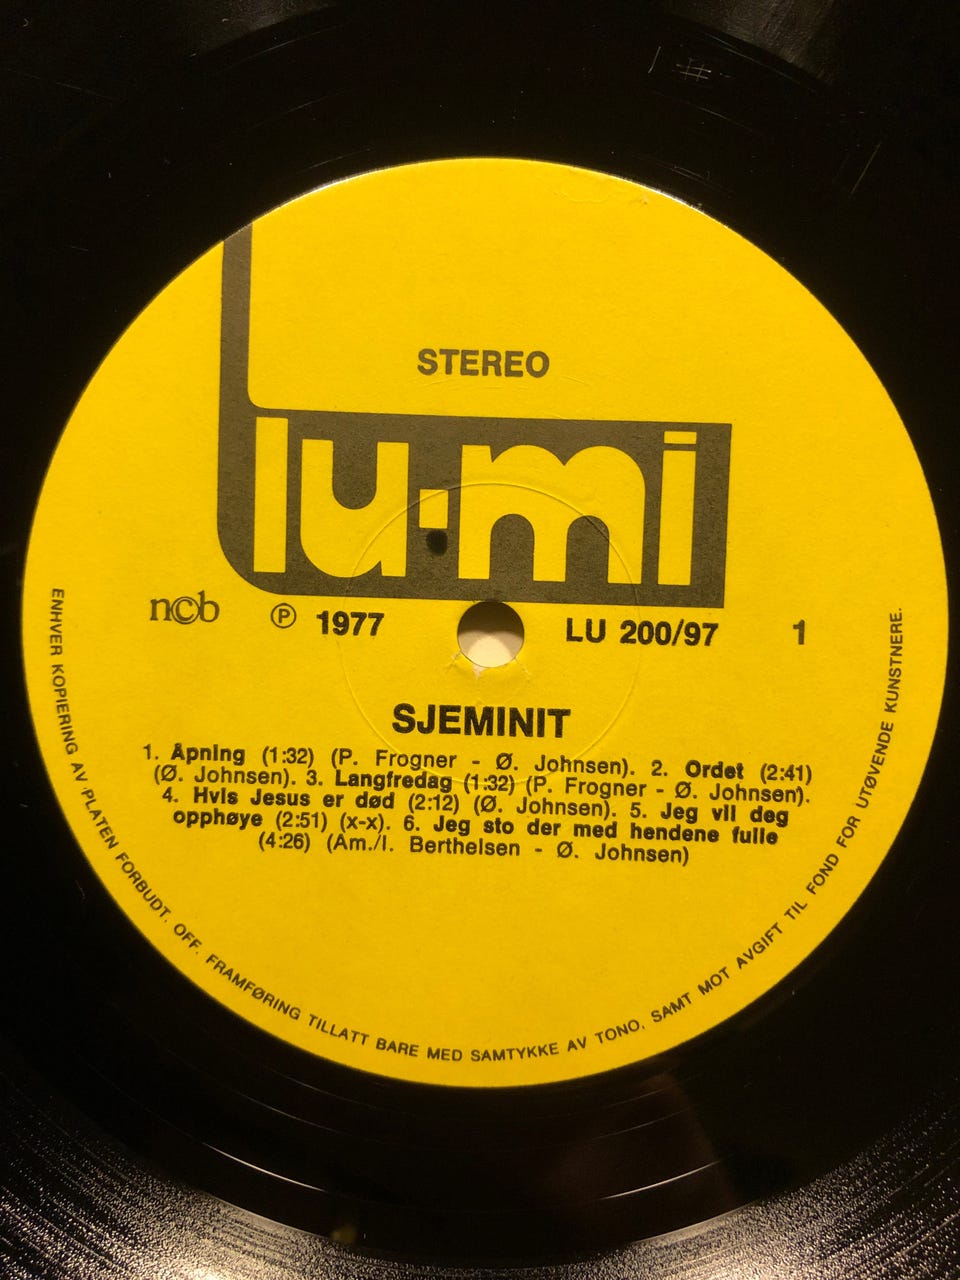 STEREO
lu·mi
ncb ℗ 1977 LU 200/97 1
SJEMINIT
1. Åpning (1:32) (P. Frogner - Ø. Johnsen). 2. Ordet (2:41)
(Ø. Johnsen). 3. Langfredag (1:32) (P. Frogner - Ø. Johnsen).
4. Hvis Jesus er død (2:12) (Ø. Johnsen). 5. Jeg vil deg
opphøye (2:51) (x-x). 6. Jeg sto der med hendene fulle
(4:26) (Am./I. Berthelsen - Ø. Johnsen)
ENHVER KOPIERING AV PLATEN FORBUDT. OFF. FRAMFØRING TILLATT BARE MED SAMTYKKE AV TONO, SAMT MOT AVGIFT TIL FOND FOR UTØVENDE KUNSTNERE.